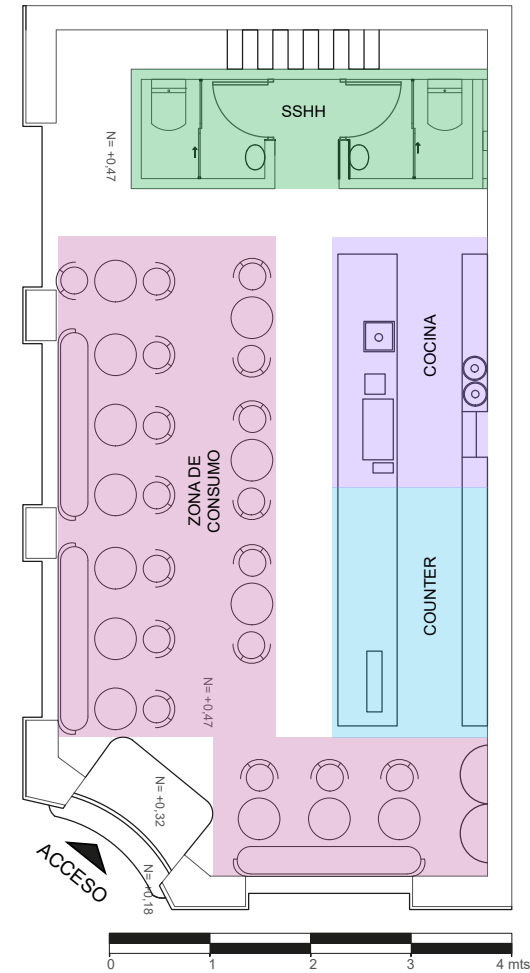 SSHH
N= +0,47
COCINA
ZONA DE
CONSUMO
COUNTER
N= +0,47
N= +0,32
ACCESO
N= +0,18
0 1 2 3 4 mts